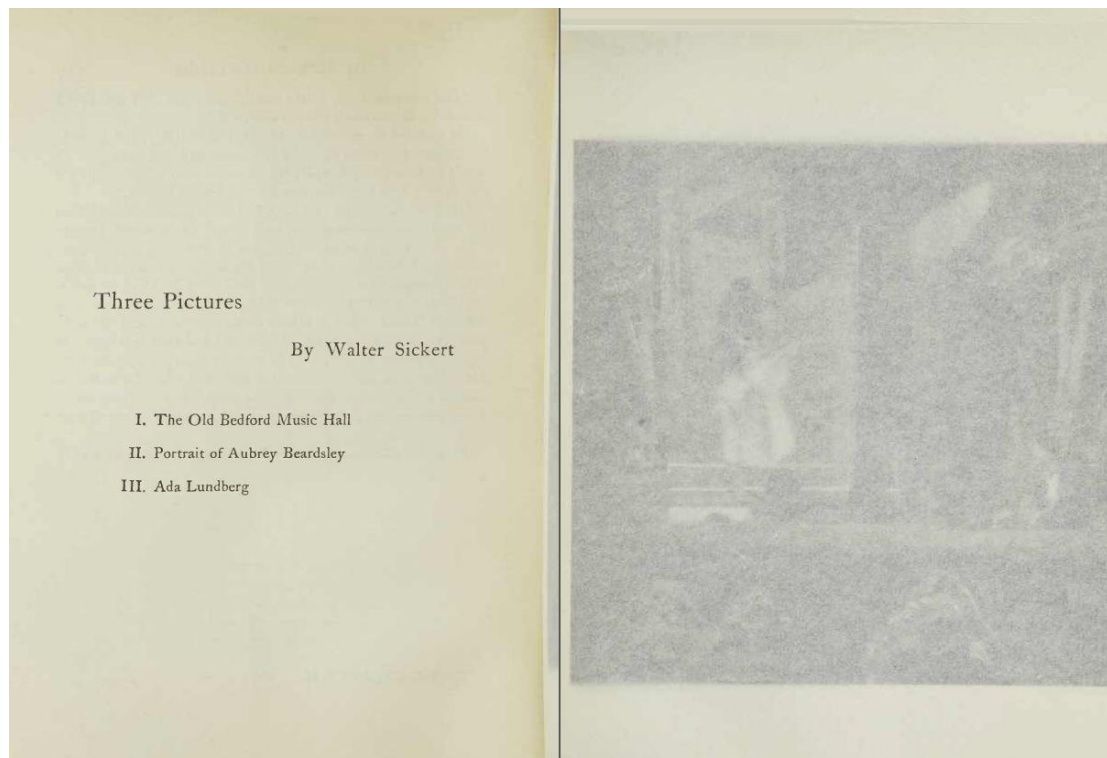 Three Pictures
By Walter Sickert
I. The Old Bedford Music Hall
II. Portrait of Aubrey Beardsley
III. Ada Lundberg